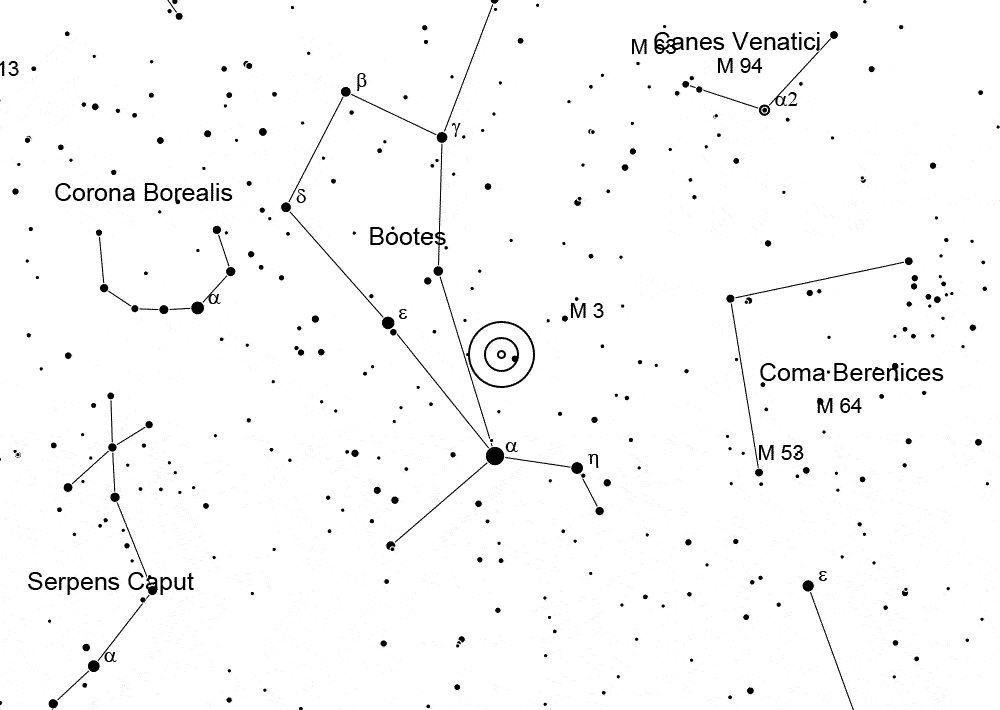 M 63
Canes Venatici
13
M 94
β
α2
γ
Corona Borealis
δ
Bootes
α
M 3
ε
Coma Berenices
M 64
α
M 53
η
Serpens Caput
ε
α